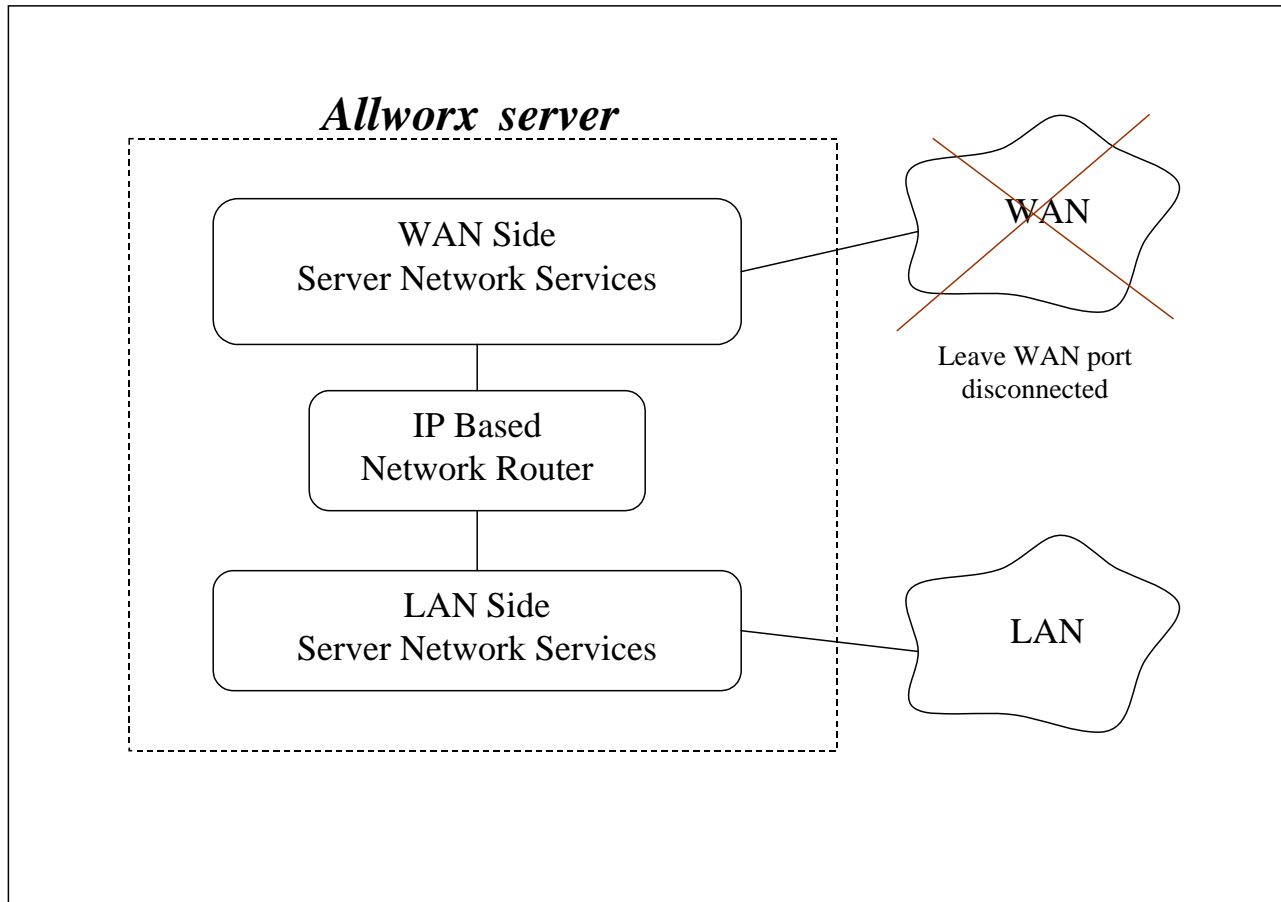 Allworx server
WAN Side
Server Network Services
WAN
Leave WAN port
disconnected
IP Based
Network Router
LAN Side
Server Network Services
LAN